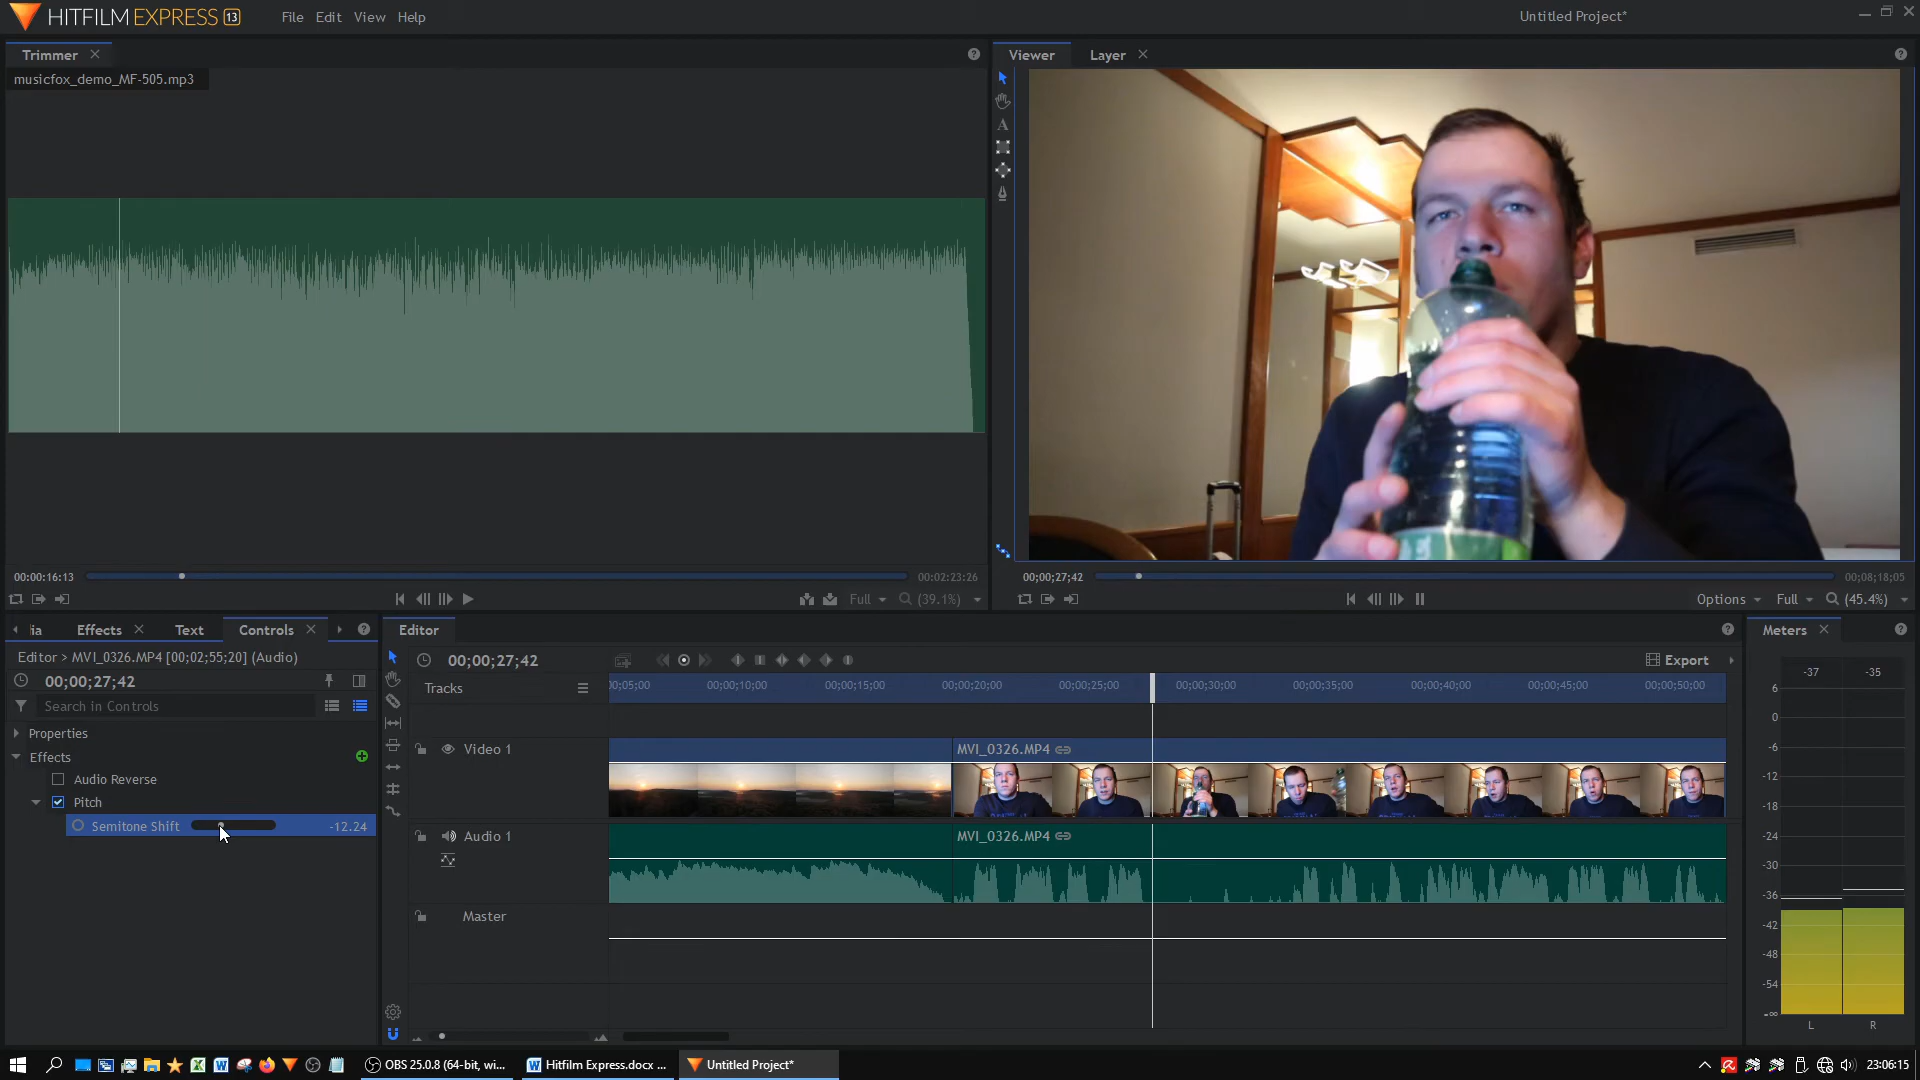 HITFILM EXPRESS 13 File Edit View Help Untitled Project*
Trimmer
musicfox_demo_MF-505.mp3
00:00:16:13 00:02:23:26
Full (39.1%)
Viewer Layer
A
00;00;27;42 00;08;18;05
Options Full (45.4%)
ia Effects Text Controls
Editor > MVI_0326.MP4 [00;02;55;20] (Audio)
00;00;27;42
Search in Controls
Properties
Effects
Audio Reverse
Pitch
Semitone Shift -12.24
Editor
00;00;27;42 Export
Tracks 00;05;00 00;00;10;00 00;00;15;00 00;00;20;00 00;00;25;00 00;00;30;00 00;00;35;00 00;00;40;00 00;00;45;00 00;00;50;00
Video 1 MVI_0326.MP4
Audio 1 MVI_0326.MP4
Master
Meters
-37 -35
6
0
-6
-12
-18
-24
-30
-36
-42
-48
-54
-∞
L R
OBS 25.0.8 (64-bit, wi... Hitfilm Express.docx ... Untitled Project* 23:06:15